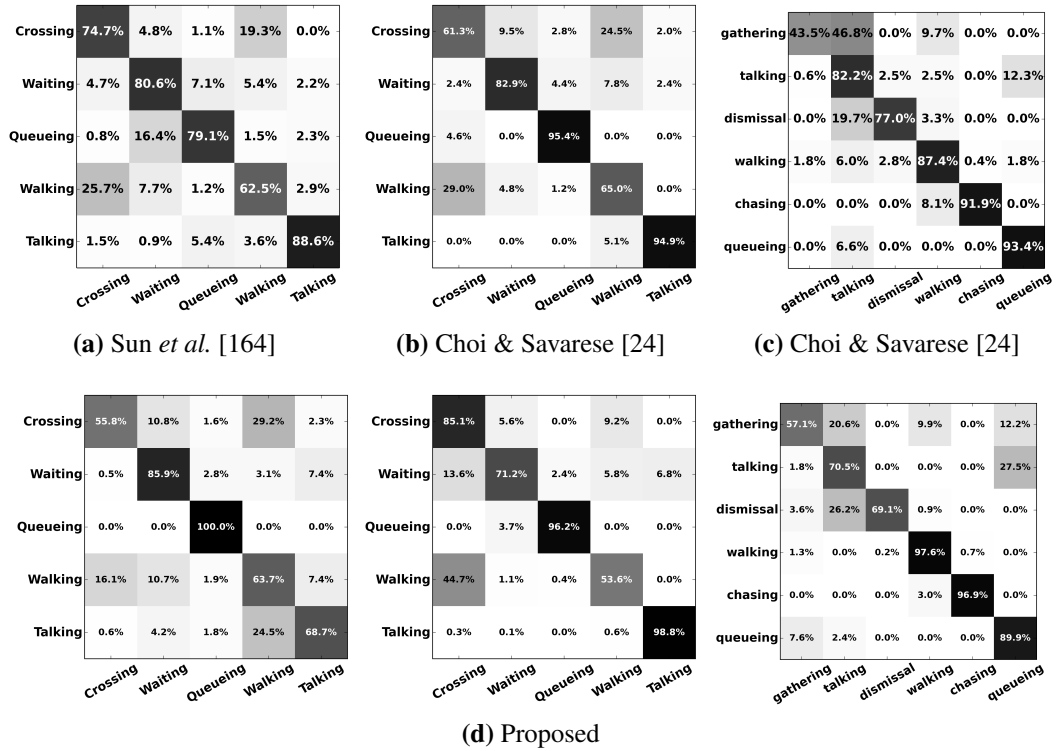 Crossing 74.7% 4.8% 1.1% 19.3% 0.0%
Waiting 4.7% 80.6% 7.1% 5.4% 2.2%
Queueing 0.8% 16.4% 79.1% 1.5% 2.3%
Walking 25.7% 7.7% 1.2% 62.5% 2.9%
Talking 1.5% 0.9% 5.4% 3.6% 88.6%
Crossing Waiting Queueing Walking Talking
(a) Sun et al. [164]
Crossing 61.3% 9.5% 2.8% 24.5% 2.0%
Waiting 2.4% 82.9% 4.4% 7.8% 2.4%
Queueing 4.6% 0.0% 95.4% 0.0% 0.0%
Walking 29.0% 4.8% 1.2% 65.0% 0.0%
Talking 0.0% 0.0% 0.0% 5.1% 94.9%
Crossing Waiting Queueing Walking Talking
(b) Choi & Savarese [24]
gathering 43.5% 46.8% 0.0% 9.7% 0.0% 0.0%
talking 0.6% 82.2% 2.5% 2.5% 0.0% 12.3%
dismissal 0.0% 19.7% 77.0% 3.3% 0.0% 0.0%
walking 1.8% 6.0% 2.8% 87.4% 0.4% 1.8%
chasing 0.0% 0.0% 0.0% 8.1% 91.9% 0.0%
queueing 0.0% 6.6% 0.0% 0.0% 0.0% 93.4%
gathering talking dismissal walking chasing queueing
(c) Choi & Savarese [24]
Crossing 55.8% 10.8% 1.6% 29.2% 2.3%
Waiting 0.5% 85.9% 2.8% 3.1% 7.4%
Queueing 0.0% 0.0% 100.0% 0.0% 0.0%
Walking 16.1% 10.7% 1.9% 63.7% 7.4%
Talking 0.6% 4.2% 1.8% 24.5% 68.7%
Crossing Waiting Queueing Walking Talking
Crossing 85.1% 5.6% 0.0% 9.2% 0.0%
Waiting 13.6% 71.2% 2.4% 5.8% 6.8%
Queueing 0.0% 3.7% 96.2% 0.0% 0.0%
Walking 44.7% 1.1% 0.4% 53.6% 0.0%
Talking 0.3% 0.1% 0.0% 0.6% 98.8%
Crossing Waiting Queueing Walking Talking
gathering 57.1% 20.6% 0.0% 9.9% 0.0% 12.2%
talking 1.8% 70.5% 0.0% 0.0% 0.0% 27.5%
dismissal 3.6% 26.2% 69.1% 0.9% 0.0% 0.0%
walking 1.3% 0.0% 0.2% 97.6% 0.7% 0.0%
chasing 0.0% 0.0% 0.0% 3.0% 96.9% 0.0%
queueing 7.6% 2.4% 0.0% 0.0% 0.0% 89.9%
gathering talking dismissal walking chasing queueing
(d) Proposed